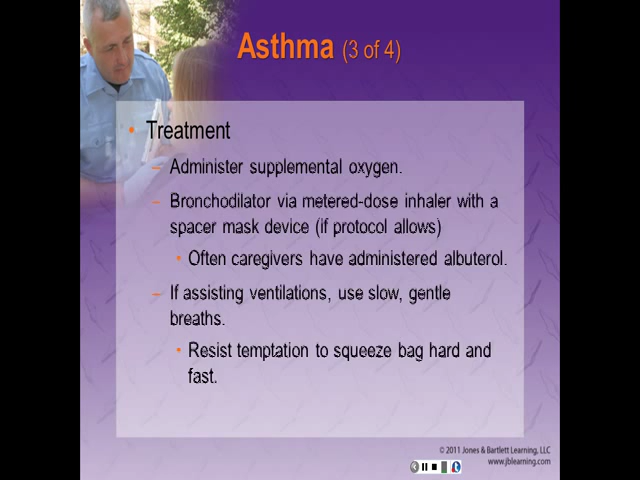 Asthma (3 of 4)
• Treatment
– Administer supplemental oxygen.
– Bronchodilator via metered-dose inhaler with a
spacer mask device (if protocol allows)
• Often caregivers have administered albuterol.
– If assisting ventilations, use slow, gentle
breaths.
• Resist temptation to squeeze bag hard and
fast.
© 2011 Jones & Bartlett Learning, LLC
www.jblearning.com